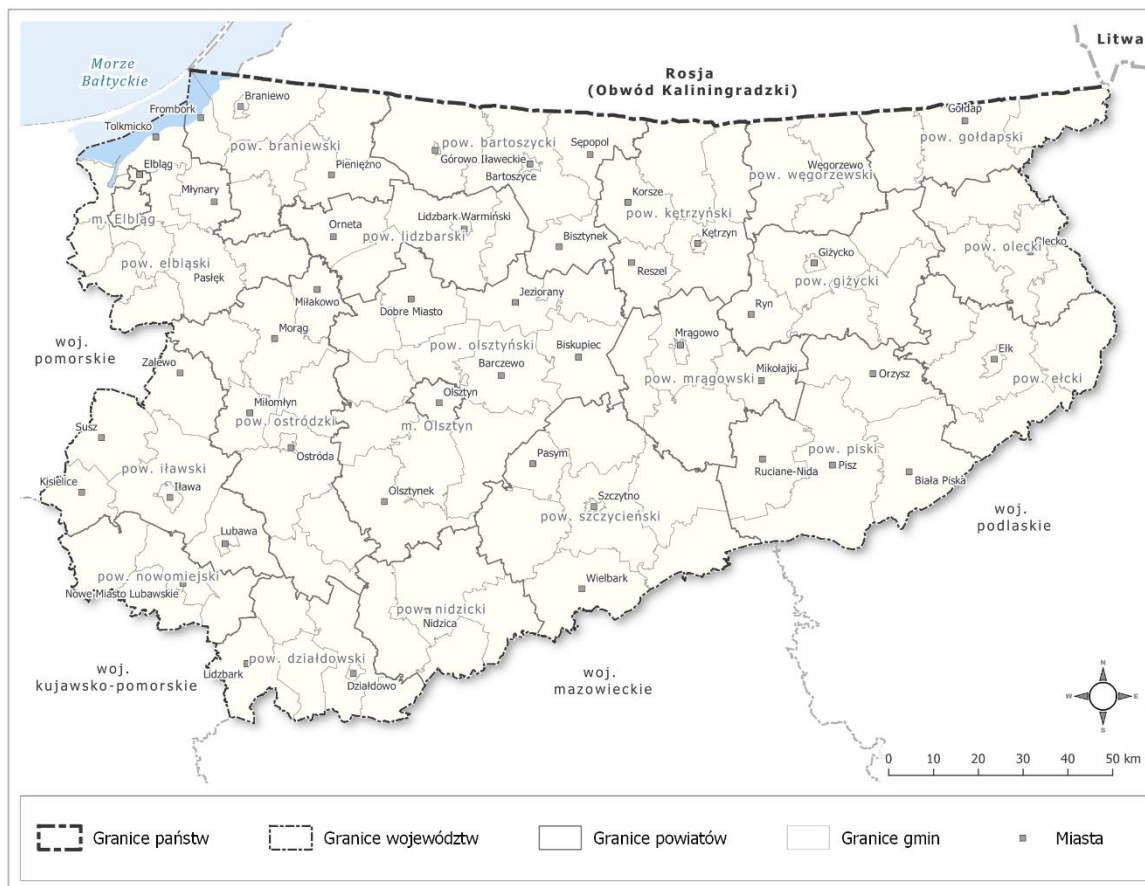 Morze
Bałtyckie
Litwa
Rosja
(Obwód Kaliningradzki)
Frombork
Braniewo
Gołdap
pow. gołdapski
Tolkmicko
pow. braniewski
pow. bartoszycki
Sępopol
Górowo Iławeckie
Bartoszyce
Elbląg
Pieniężno
Węgorzewo
pow. węgorzewski
Młynary
m. Elbląg
Korsze
pow. kętrzyński
Orneta
Lidzbark Warmiński
pow. lidzbarski
Bisztynek
Kętrzyn
pow. olecki
Olecko
pow. elbląski
Pasłęk
Reszel
Giżycko
pow. giżycki
Miłakowo
Dobre Miasto
Jeziorany
Ryn
woj.
pomorskie
Morąg
pow. olsztyński
Biskupiec
Mrągowo
Ełk
Zalewo
Barczewo
pow. mrągowski
Mikołajki
Orzysz
pow. ełcki
Miłomłyn
pow. ostródzki
Olsztyn
m. Olsztyn
Susz
Ostróda
Pasym
pow. piski
Ruciane-Nida
Pisz
Biała Piska
pow. iławski
Kisielice
Iława
Olsztynek
Szczytno
pow. szczycieński
woj.
podlaskie
Lubawa
pow. nowomiejski
Nowe Miasto Lubawskie
Wielbark
pow. nidzicki
Nidzica
woj.
kujawsko-pomorskie
pow. działdowski
Lidzbark
Działdowo
woj.
mazowieckie
N
W
E
S
0 10 20 30 40 50 km
Granice państw
Granice województw
Granice powiatów
Granice gmin
Miasta